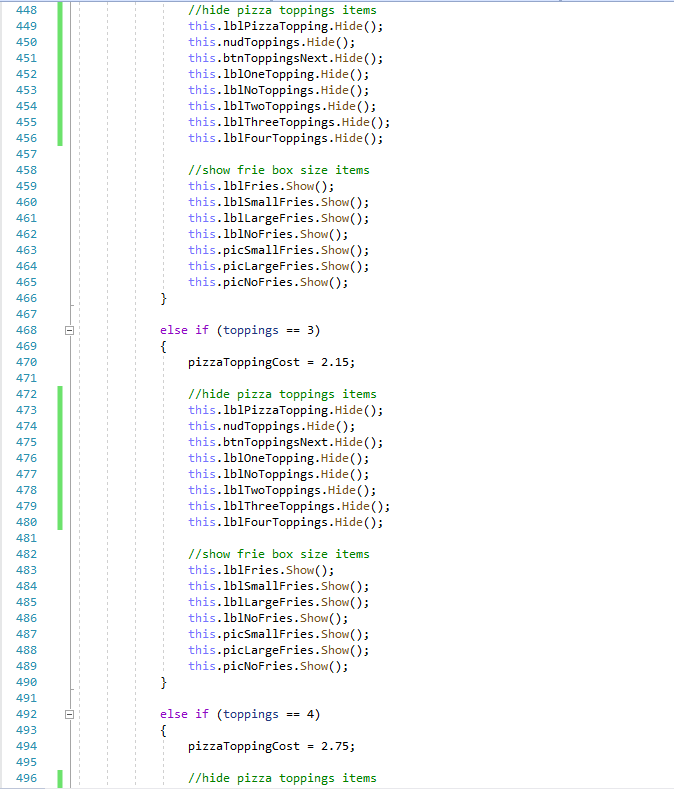 448 //hide pizza toppings items
449 this.lblPizzaTopping.Hide();
450 this.nudToppings.Hide();
451 this.btnToppingsNext.Hide();
452 this.lblOneTopping.Hide();
453 this.lblNoToppings.Hide();
454 this.lblTwoToppings.Hide();
455 this.lblThreeToppings.Hide();
456 this.lblFourToppings.Hide();
457
458 //show frie box size items
459 this.lblFries.Show();
460 this.lblSmallFries.Show();
461 this.lblLargeFries.Show();
462 this.lblNoFries.Show();
463 this.picSmallFries.Show();
464 this.picLargeFries.Show();
465 this.picNoFries.Show();
466 }
467
468 else if (toppings == 3)
469 {
470 pizzaToppingCost = 2.15;
471
472 //hide pizza toppings items
473 this.lblPizzaTopping.Hide();
474 this.nudToppings.Hide();
475 this.btnToppingsNext.Hide();
476 this.lblOneTopping.Hide();
477 this.lblNoToppings.Hide();
478 this.lblTwoToppings.Hide();
479 this.lblThreeToppings.Hide();
480 this.lblFourToppings.Hide();
481
482 //show frie box size items
483 this.lblFries.Show();
484 this.lblSmallFries.Show();
485 this.lblLargeFries.Show();
486 this.lblNoFries.Show();
487 this.picSmallFries.Show();
488 this.picLargeFries.Show();
489 this.picNoFries.Show();
490 }
491
492 else if (toppings == 4)
493 {
494 pizzaToppingCost = 2.75;
495
496 //hide pizza toppings items